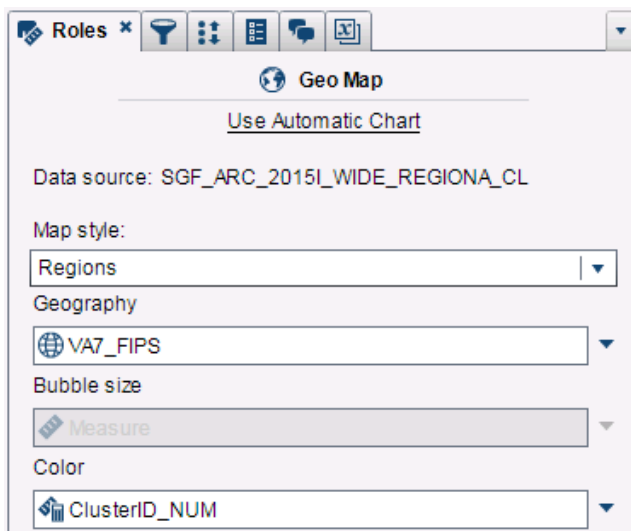 Roles
Geo Map
Use Automatic Chart
Data source: SGF_ARC_2015I_WIDE_REGIONA_CL
Map style:
Regions
Geography
VA7_FIPS
Bubble size
Measure
Color
ClusterID_NUM